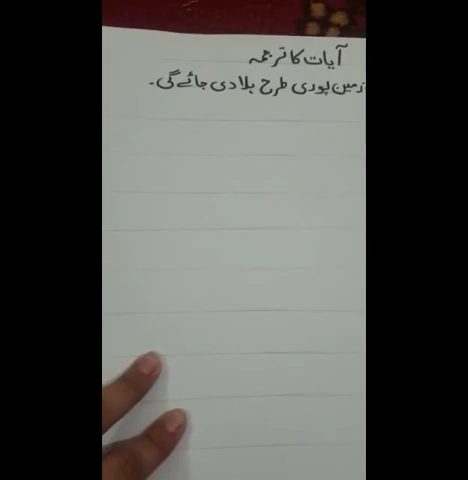 آیات کا ترجمہ
زمین پوری طرح ہلا دی جائے گی۔